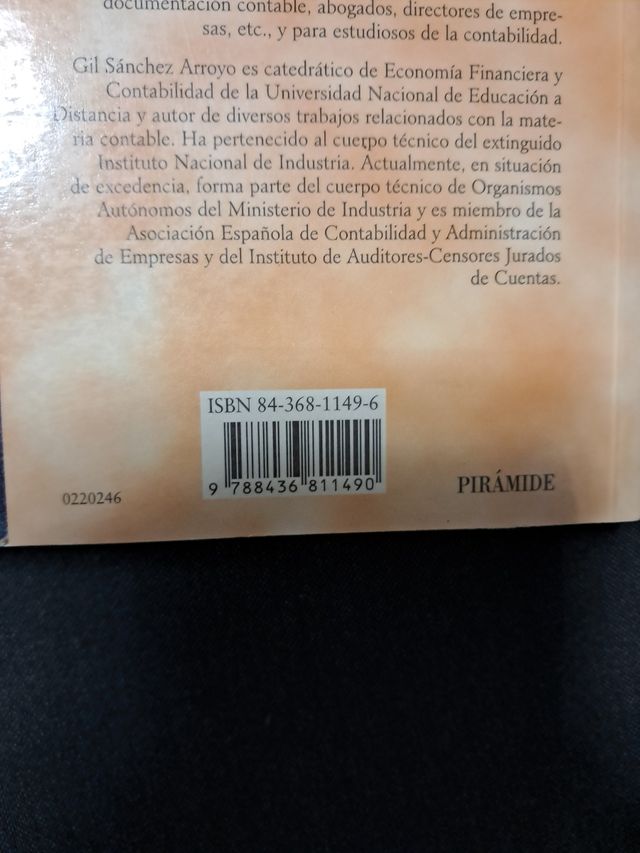 documentación contable, abogados, directores de empre-
sas, etc., y para estudiosos de la contabilidad.
Gil Sánchez Arroyo es catedrático de Economía Financiera y
Contabilidad de la Universidad Nacional de Educación a
Distancia y autor de diversos trabajos relacionados con la mate-
ria contable. Ha pertenecido al cuerpo técnico del extinguido
Instituto Nacional de Industria. Actualmente, en situación
de excedencia, forma parte del cuerpo técnico de Organismos
Autónomos del Ministerio de Industria y es miembro de la
Asociación Española de Contabilidad y Administración
de Empresas y del Instituto de Auditores-Censores Jurados
de Cuentas.
ISBN 84-368-1149-6
9 788436 811490
0220246
PIRÁMIDE